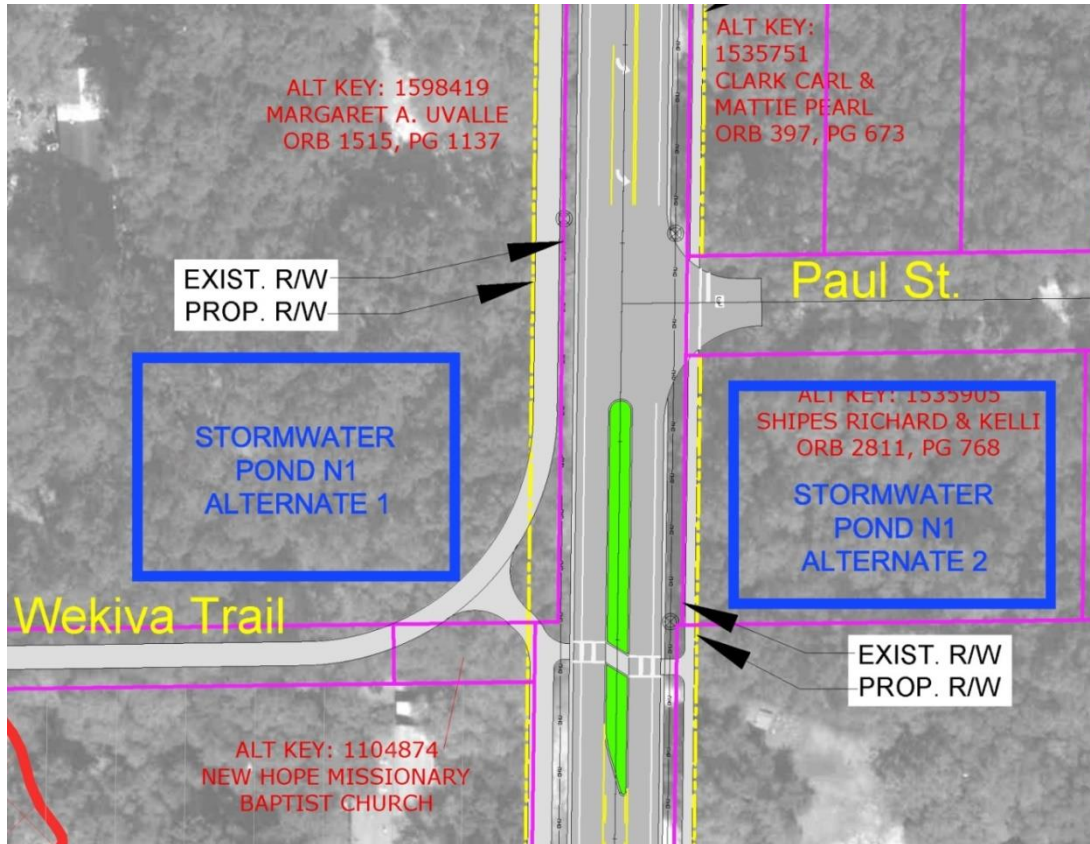 ALT KEY: 1598419
MARGARET A. UVALLE
ORB 1515, PG 1137
ALT KEY:
1535751
CLARK CARL &
MATTIE PEARL
ORB 397, PG 673
EXIST. R/W
PROP. R/W
Paul St.
STORMWATER
POND N1
ALTERNATE 1
ALT KEY: 1535905
SHIPES RICHARD & KELLI
ORB 2811, PG 768
STORMWATER
POND N1
ALTERNATE 2
Wekiva Trail
EXIST. R/W
PROP. R/W
ALT KEY: 1104874
NEW HOPE MISSIONARY
BAPTIST CHURCH